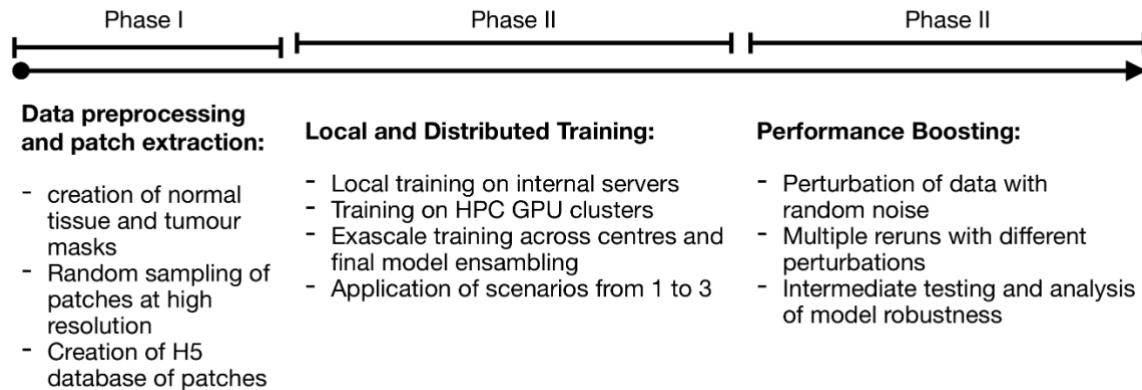 Phase I
Phase II
Phase II
Data preprocessing
and patch extraction:
- creation of normal
tissue and tumour
masks
- Random sampling of
patches at high
resolution
- Creation of H5
database of patches
Local and Distributed Training:
- Local training on internal servers
- Training on HPC GPU clusters
- Exascale training across centres and
final model ensambling
- Application of scenarios from 1 to 3
Performance Boosting:
- Perturbation of data with
random noise
- Multiple reruns with different
perturbations
- Intermediate testing and analysis
of model robustness